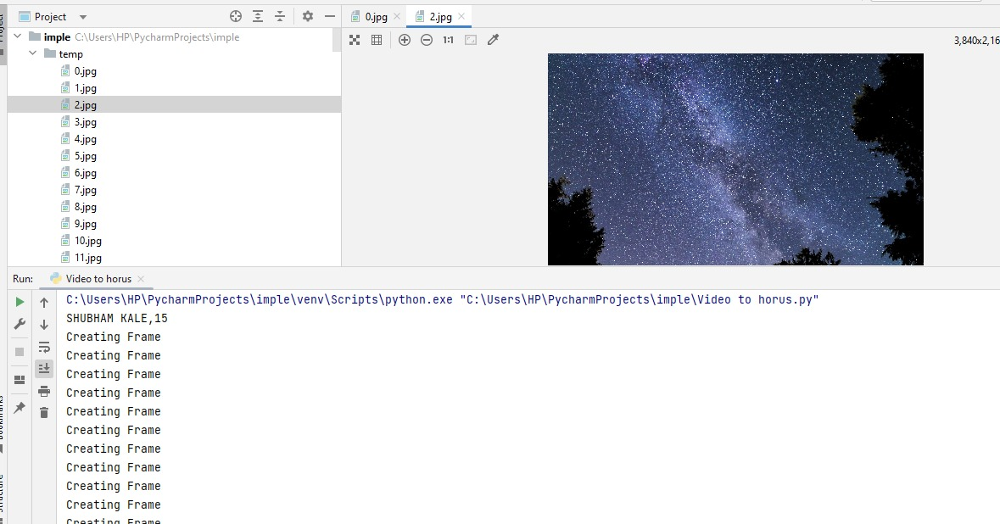 Project
0.jpg
2.jpg
imple C:\Users\HP\PycharmProjects\imple
1:1
3,840x2,16
temp
0.jpg
1.jpg
2.jpg
3.jpg
4.jpg
5.jpg
6.jpg
7.jpg
8.jpg
9.jpg
10.jpg
11.jpg
Run: Video to horus
C:\Users\HP\PycharmProjects\imple\venv\Scripts\python.exe "C:\Users\HP\PycharmProjects\imple\Video to horus.py"
SHUBHAM KALE,15
Creating Frame
Creating Frame
Creating Frame
Creating Frame
Creating Frame
Creating Frame
Creating Frame
Creating Frame
Creating Frame
Creating Frame
Creating Frame